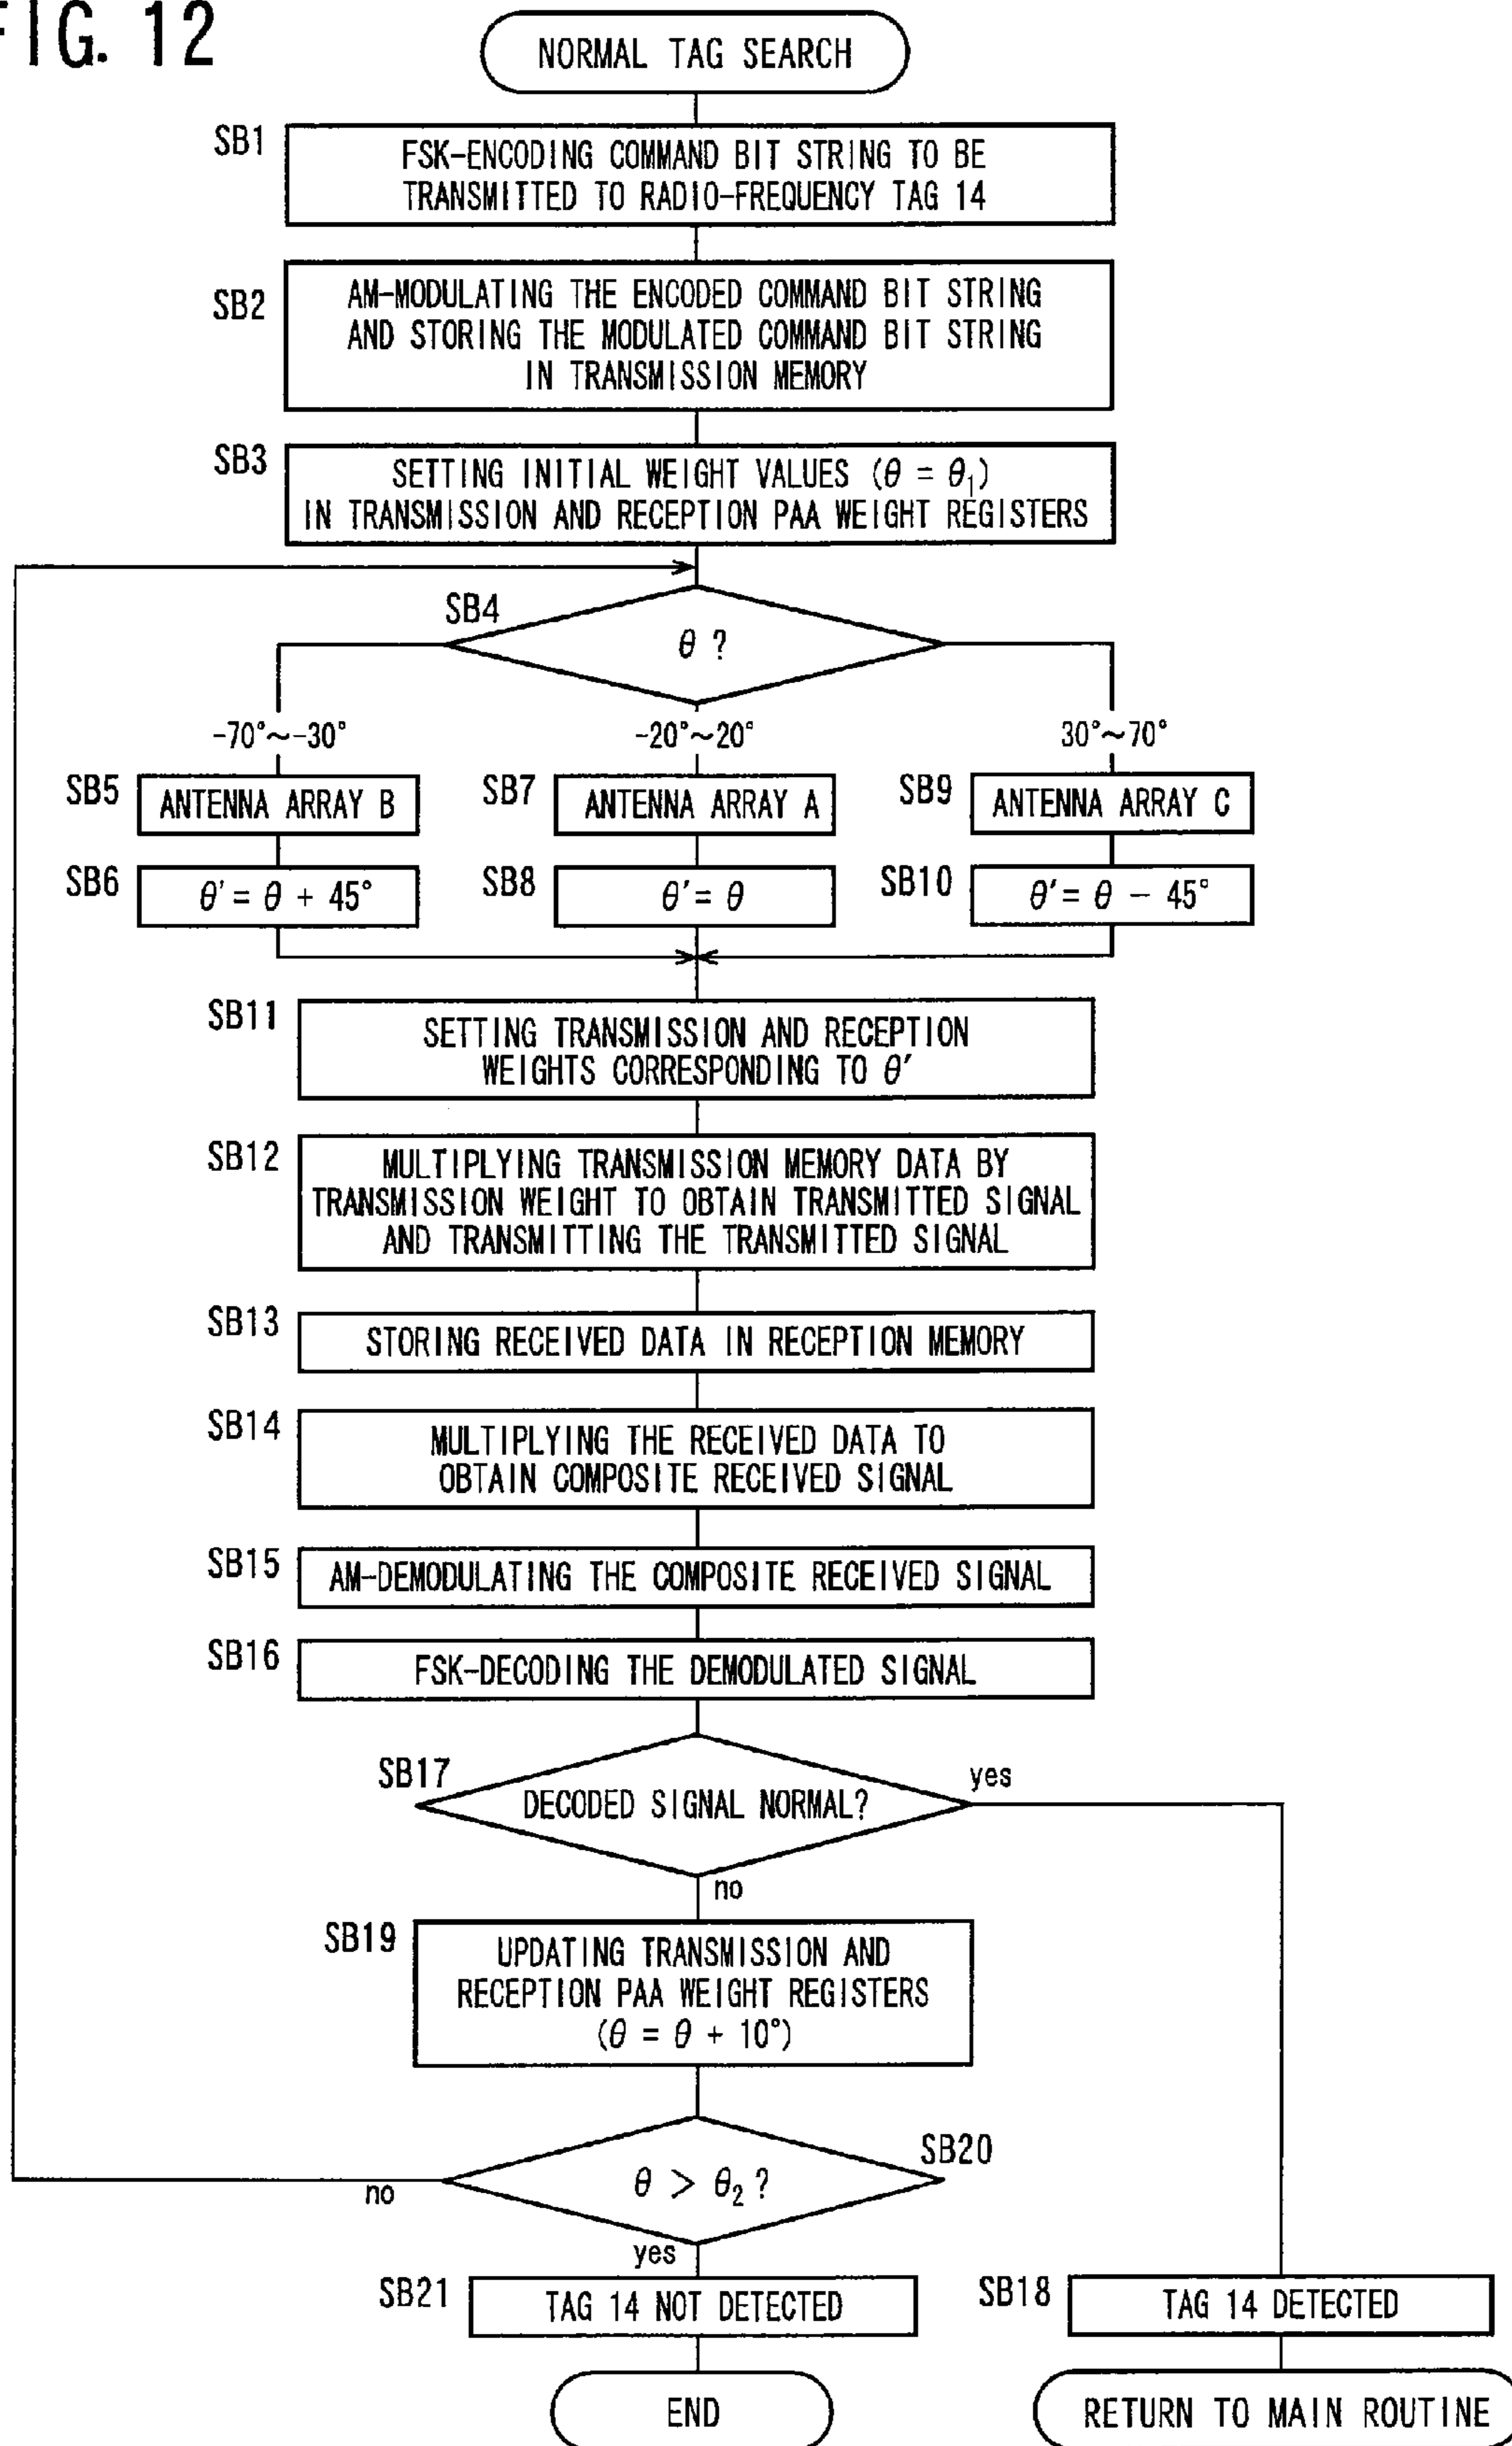 FIG. 12
NORMAL TAG SEARCH
SB1
FSK-ENCODING COMMAND BIT STRING TO BE
TRANSMITTED TO RADIO-FREQUENCY TAG 14
SB2
AM-MODULATING THE ENCODED COMMAND BIT STRING
AND STORING THE MODULATED COMMAND BIT STRING
IN TRANSMISSION MEMORY
SB3
SETTING INITIAL WEIGHT VALUES (θ = θ₁)
IN TRANSMISSION AND RECEPTION PAA WEIGHT REGISTERS
SB4
θ ?
-70°~-30°
-20°~20°
30°~70°
SB5
ANTENNA ARRAY B
SB7
ANTENNA ARRAY A
SB9
ANTENNA ARRAY C
SB6
θ' = θ + 45°
SB8
θ' = θ
SB10
θ' = θ - 45°
SB11
SETTING TRANSMISSION AND RECEPTION
WEIGHTS CORRESPONDING TO θ'
SB12
MULTIPLYING TRANSMISSION MEMORY DATA BY
TRANSMISSION WEIGHT TO OBTAIN TRANSMITTED SIGNAL
AND TRANSMITTING THE TRANSMITTED SIGNAL
SB13
STORING RECEIVED DATA IN RECEPTION MEMORY
SB14
MULTIPLYING THE RECEIVED DATA TO
OBTAIN COMPOSITE RECEIVED SIGNAL
SB15
AM-DEMODULATING THE COMPOSITE RECEIVED SIGNAL
SB16
FSK-DECODING THE DEMODULATED SIGNAL
SB17
DECODED SIGNAL NORMAL?
yes
no
SB19
UPDATING TRANSMISSION AND
RECEPTION PAA WEIGHT REGISTERS
(θ = θ + 10°)
SB20
θ > θ₂ ?
no
yes
SB21
TAG 14 NOT DETECTED
SB18
TAG 14 DETECTED
END
RETURN TO MAIN ROUTINE